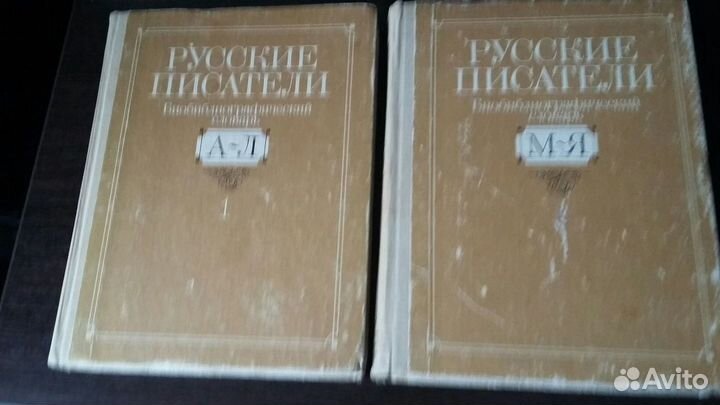 РУССКИЕ
ПИСАТЕЛИ
Биобиблиографический
словарь
А~Л
1
РУССКИЕ
ПИСАТЕЛИ
Биобиблиографический
словарь
М~Я
Avito